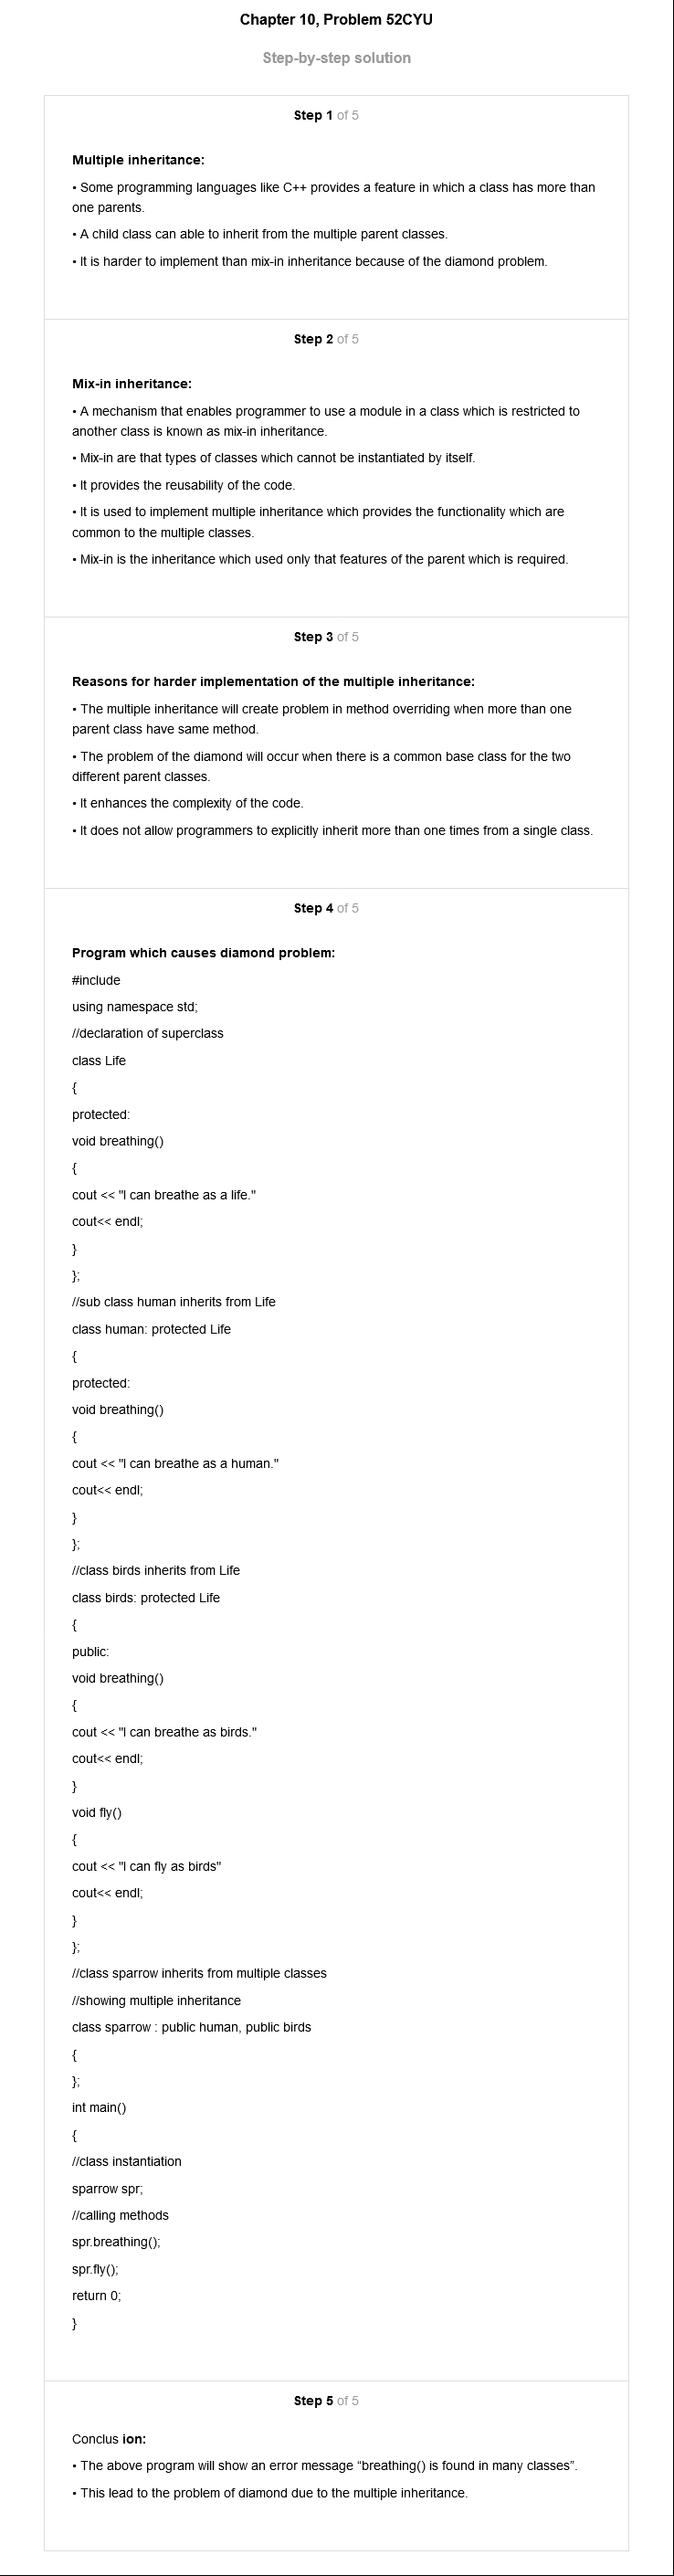 Chapter 10, Problem 52CYU
Step-by-step solution
Step 1 of 5
Multiple inheritance:
• Some programming languages like C++ provides a feature in which a class has more than
one parents.
• A child class can able to inherit from the multiple parent classes.
• It is harder to implement than mix-in inheritance because of the diamond problem.
Step 2 of 5
Mix-in inheritance:
• A mechanism that enables programmer to use a module in a class which is restricted to
another class is known as mix-in inheritance.
• Mix-in are that types of classes which cannot be instantiated by itself.
• It provides the reusability of the code.
• It is used to implement multiple inheritance which provides the functionality which are
common to the multiple classes.
• Mix-in is the inheritance which used only that features of the parent which is required.
Step 3 of 5
Reasons for harder implementation of the multiple inheritance:
• The multiple inheritance will create problem in method overriding when more than one
parent class have same method.
• The problem of the diamond will occur when there is a common base class for the two
different parent classes.
• It enhances the complexity of the code.
• It does not allow programmers to explicitly inherit more than one times from a single class.
Step 4 of 5
Program which causes diamond problem:
#include
using namespace std;
//declaration of superclass
class Life
{
protected:
void breathing()
{
cout << "I can breathe as a life."
cout<< endl;
}
};
//sub class human inherits from Life
class human: protected Life
{
protected:
void breathing()
{
cout << "I can breathe as a human."
cout<< endl;
}
};
//class birds inherits from Life
class birds: protected Life
{
public:
void breathing()
{
cout << "I can breathe as birds."
cout<< endl;
}
void fly()
{
cout << "I can fly as birds"
cout<< endl;
}
};
//class sparrow inherits from multiple classes
//showing multiple inheritance
class sparrow : public human, public birds
{
};
int main()
{
//class instantiation
sparrow spr;
//calling methods
spr.breathing();
spr.fly();
return 0;
}
Step 5 of 5
Conclus ion:
• The above program will show an error message “breathing() is found in many classes”.
• This lead to the problem of diamond due to the multiple inheritance.